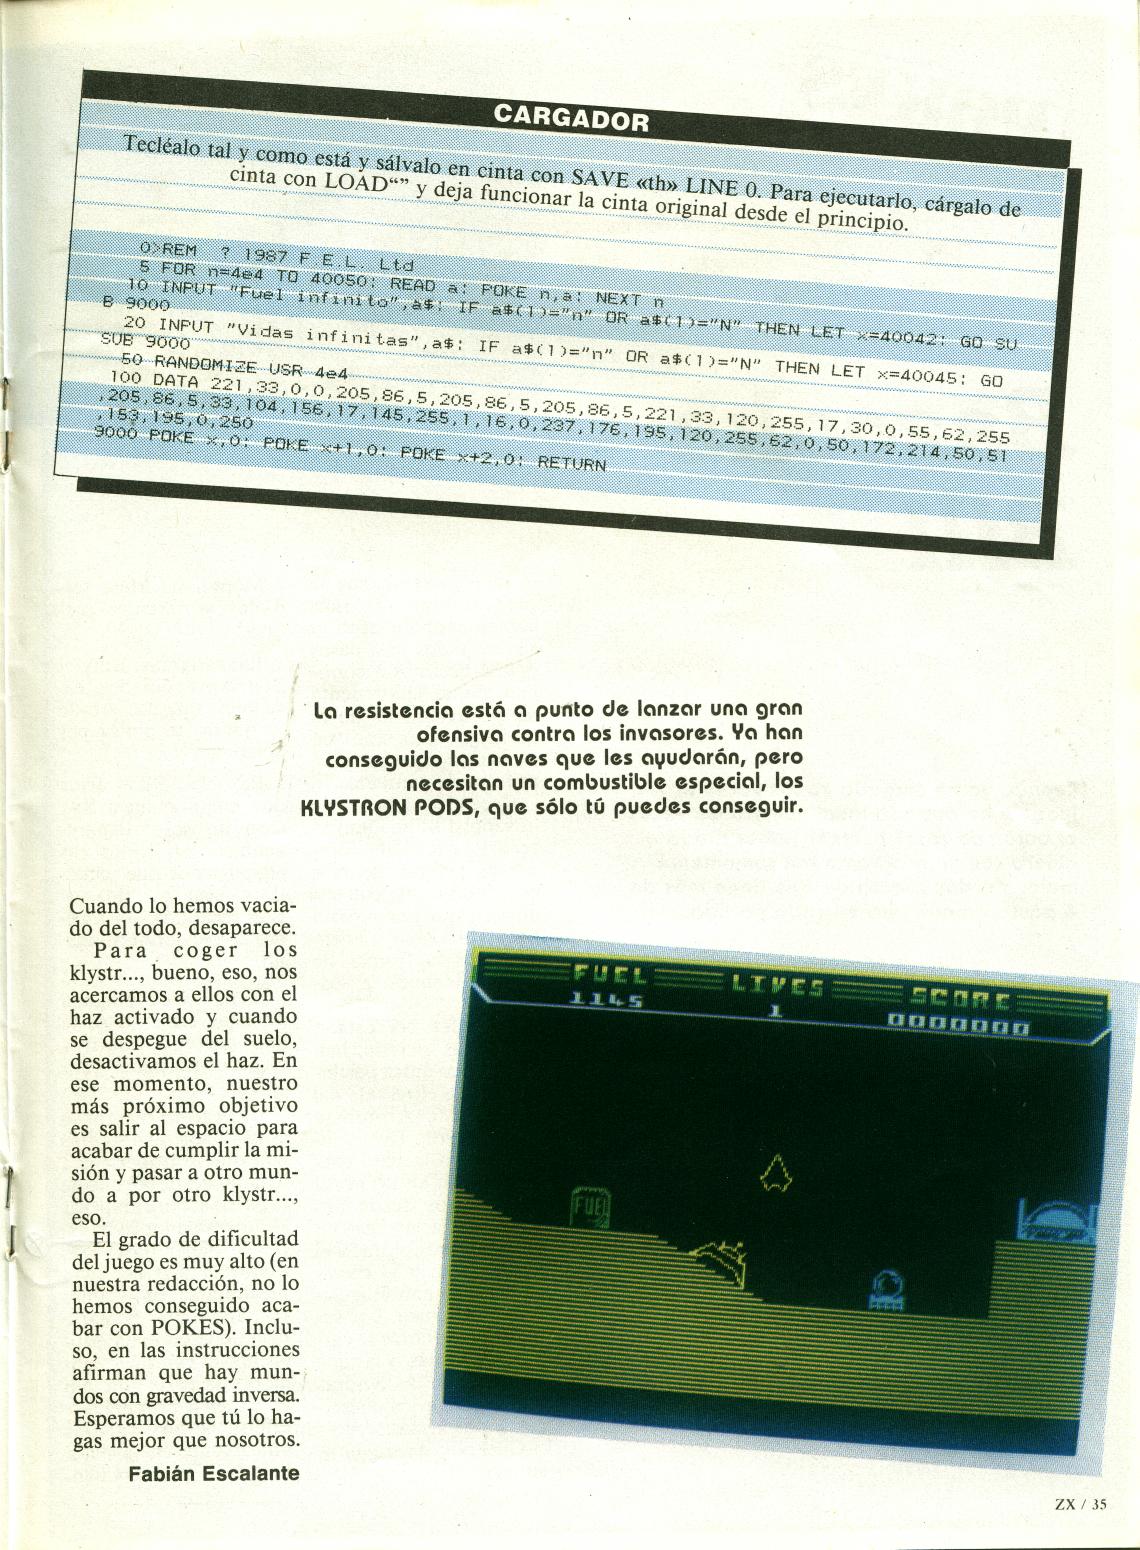 CARGADOR
Tecléalo tal y como está y sálvalo en cinta con SAVE «th» LINE 0. Para ejecutarlo, cárgalo de
cinta con LOAD“” y deja funcionar la cinta original desde el principio.
0>REM ? 1987 F E L. Ltd
5 FOR n=4e4 TO 40050: READ a: POKE n,a: NEXT n
10 INPUT "Fuel infinito",a$: IF a$(1)="n" OR a$(1)="N" THEN LET x=40042: GO SU
B 9000
20 INPUT "Vidas infinitas",a$: IF a$(1)="n" OR a$(1)="N" THEN LET x=40045: GO
SUB 9000
50 RANDOMIZE USR 4e4
100 DATA 221,33,0,0,205,86,5,205,86,5,205,86,5,221,33,120,255,17,30,0,55,62,255
,205,86,5,33,104,156,17,145,255,1,16,0,237,176,195,120,255,62,0,50,172,214,50,51
,153,195,0,250
9000 POKE x,0: POKE x+1,0: POKE x+2,0: RETURN
La resistencia está a punto de lanzar una gran
ofensiva contra los invasores. Ya han
conseguido las naves que les ayudarán, pero
necesitan un combustible especial, los
KLYSTRON PODS, que sólo tú puedes conseguir.
Cuando lo hemos vacia-
do del todo, desaparece.
Para coger los
klystr..., bueno, eso, nos
acercamos a ellos con el
haz activado y cuando
se despegue del suelo,
desactivamos el haz. En
ese momento, nuestro
más próximo objetivo
es salir al espacio para
acabar de cumplir la mi-
sión y pasar a otro mun-
do a por otro klystr...,
eso.
El grado de dificultad
del juego es muy alto (en
nuestra redacción, no lo
hemos conseguido aca-
bar con POKES). Inclu-
so, en las instrucciones
afirman que hay mun-
dos con gravedad inversa.
Esperamos que tú lo ha-
gas mejor que nosotros.
Fabián Escalante
FUEL LIVES SCORE
1145 1 0000000
FUEL
ZX / 35